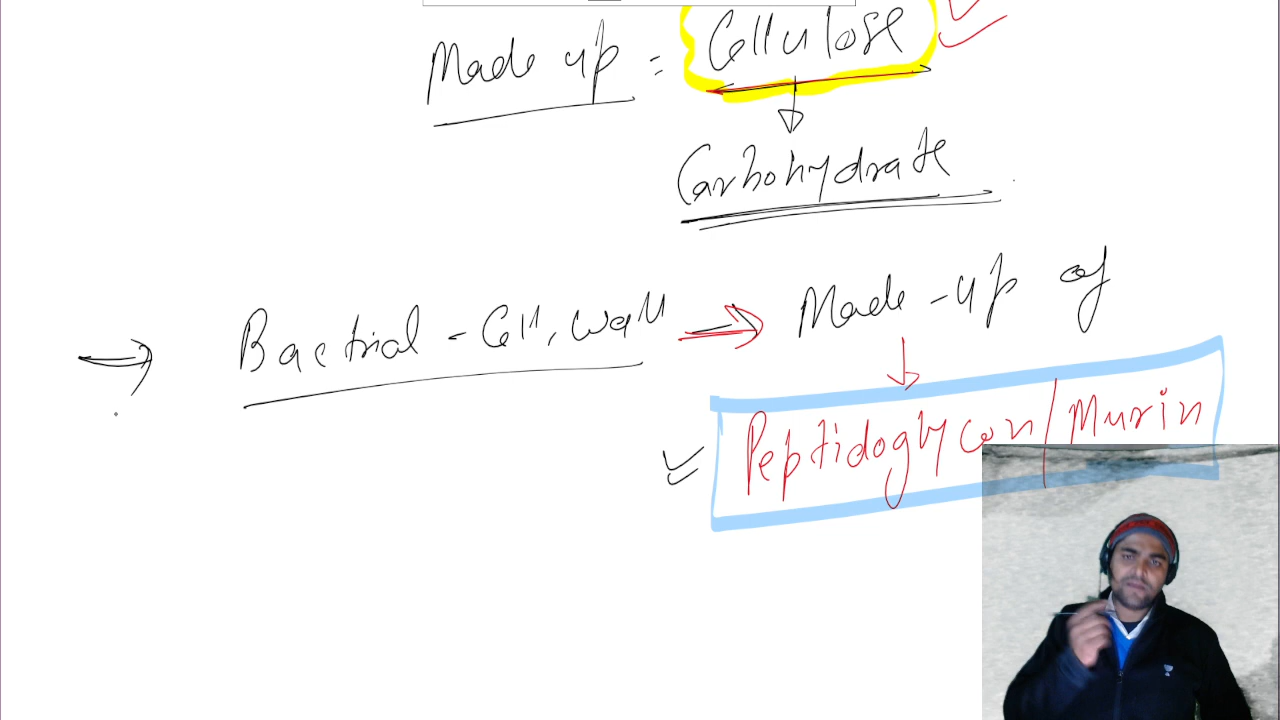 Made up = Cellulose
Carbohydrate
Bactrial - Cell, wall ⇒ Made - up of
Peptidoglycan/Murin